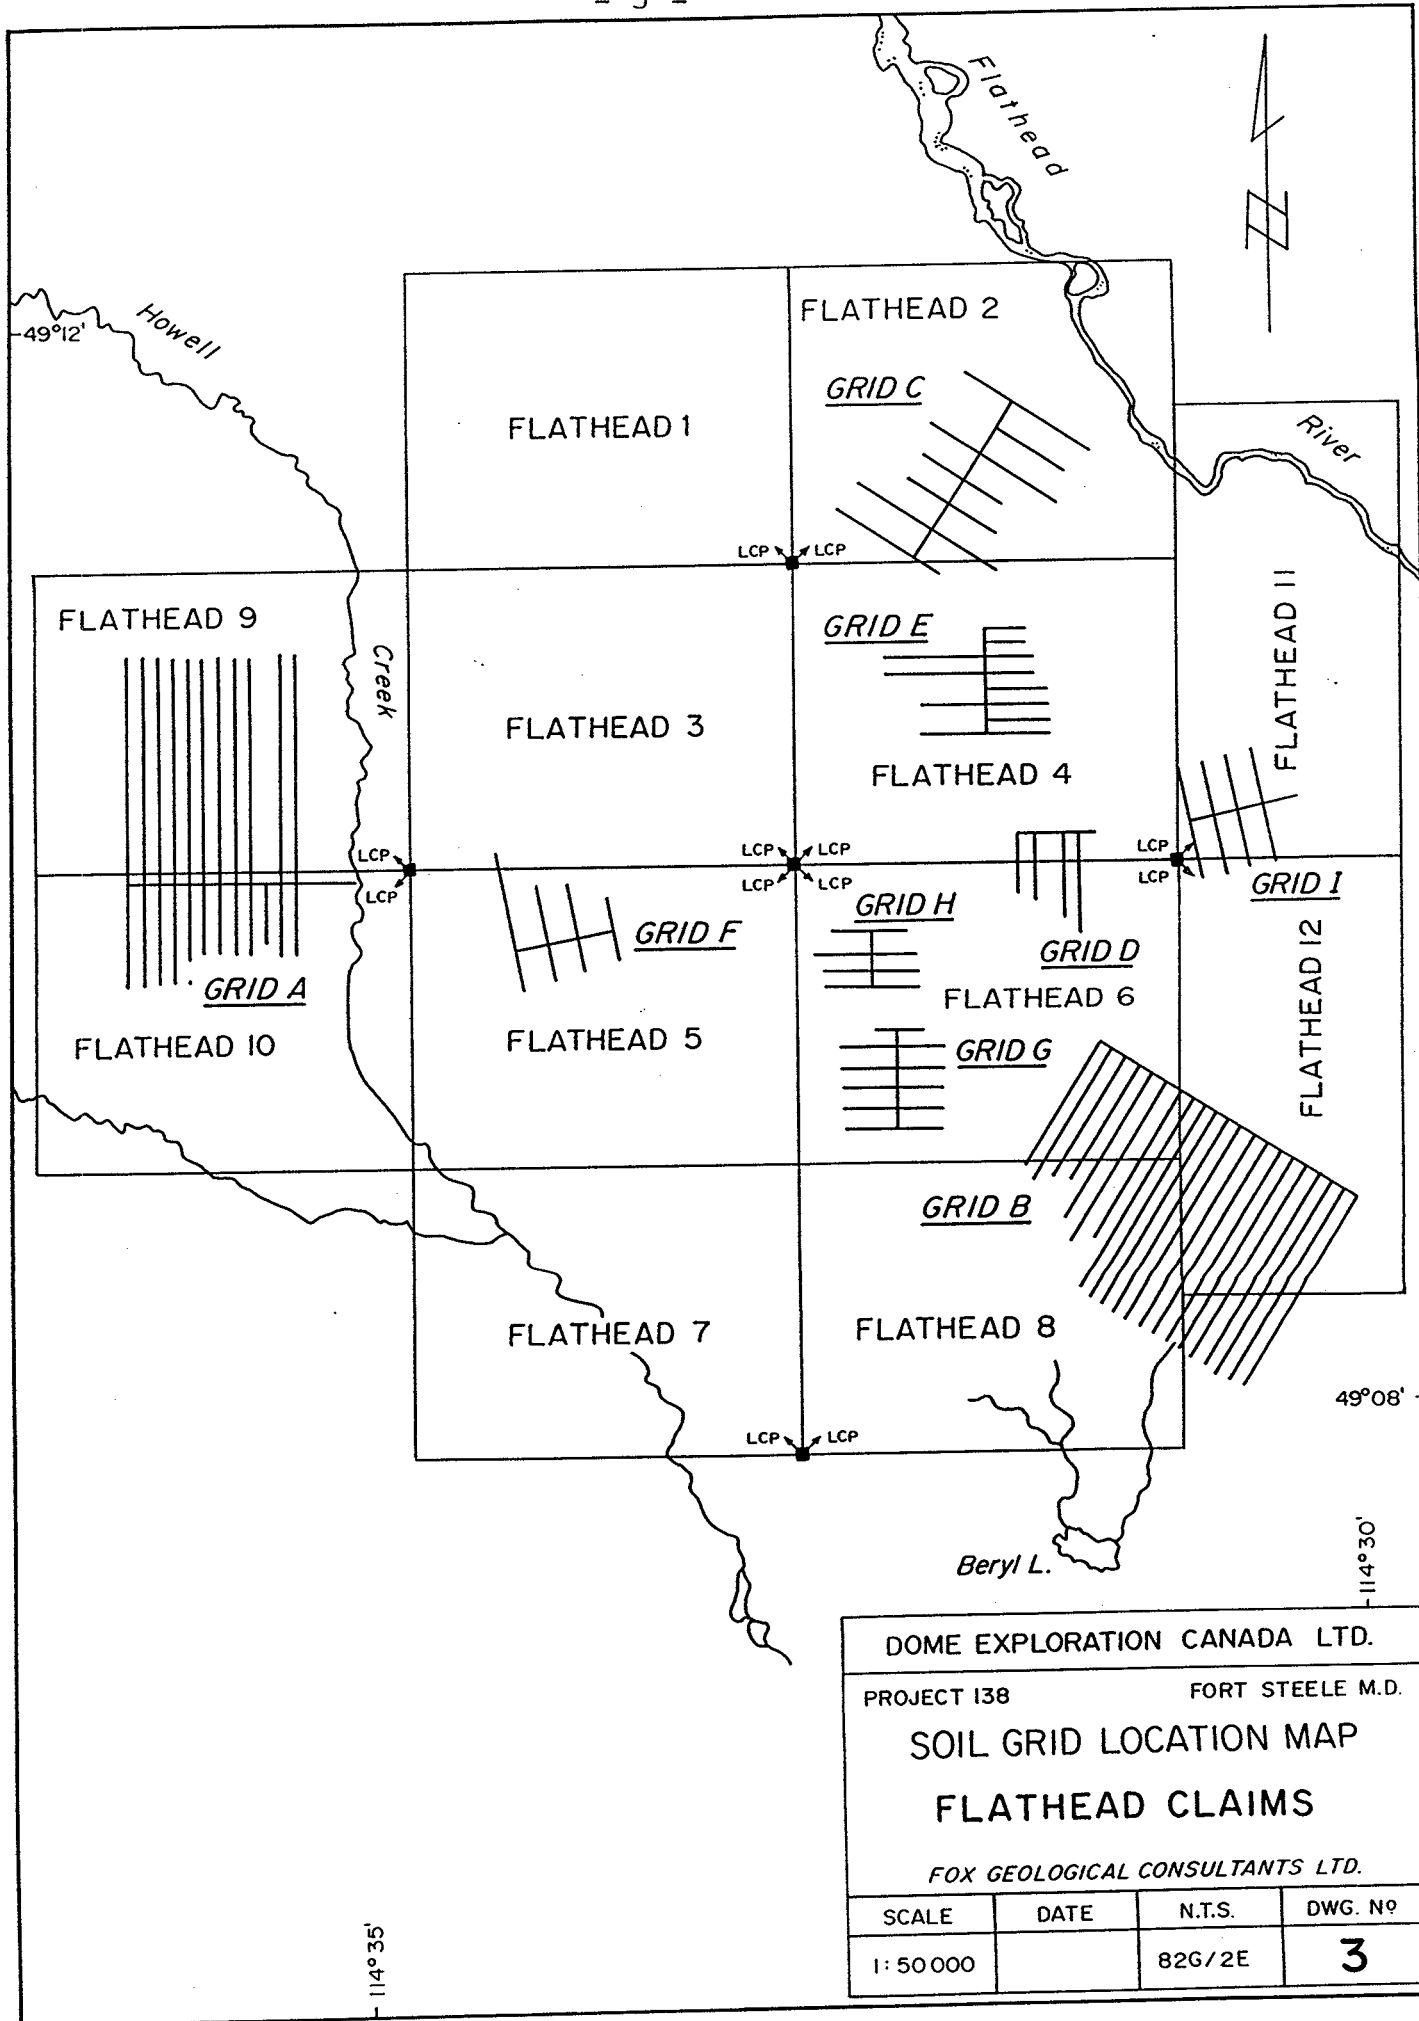 Flathead
Howell
49°12'
FLATHEAD 2
GRID C
FLATHEAD 1
River
LCP LCP
FLATHEAD 9
GRID E
FLATHEAD 11
Creek
FLATHEAD 3
FLATHEAD 4
LCP
LCP
LCP LCP
LCP LCP
LCP
LCP
GRID I
GRID H
GRID F
GRID D
GRID A
FLATHEAD 6
FLATHEAD 12
FLATHEAD 10
FLATHEAD 5
GRID G
GRID B
FLATHEAD 7
FLATHEAD 8
49°08'
LCP LCP
Beryl L.
114°30'
114°35'
DOME EXPLORATION CANADA LTD.
PROJECT 138 FORT STEELE M.D.
SOIL GRID LOCATION MAP
FLATHEAD CLAIMS
FOX GEOLOGICAL CONSULTANTS LTD.
SCALE DATE N.T.S. DWG. Nº
1:50000 82G/2E 3